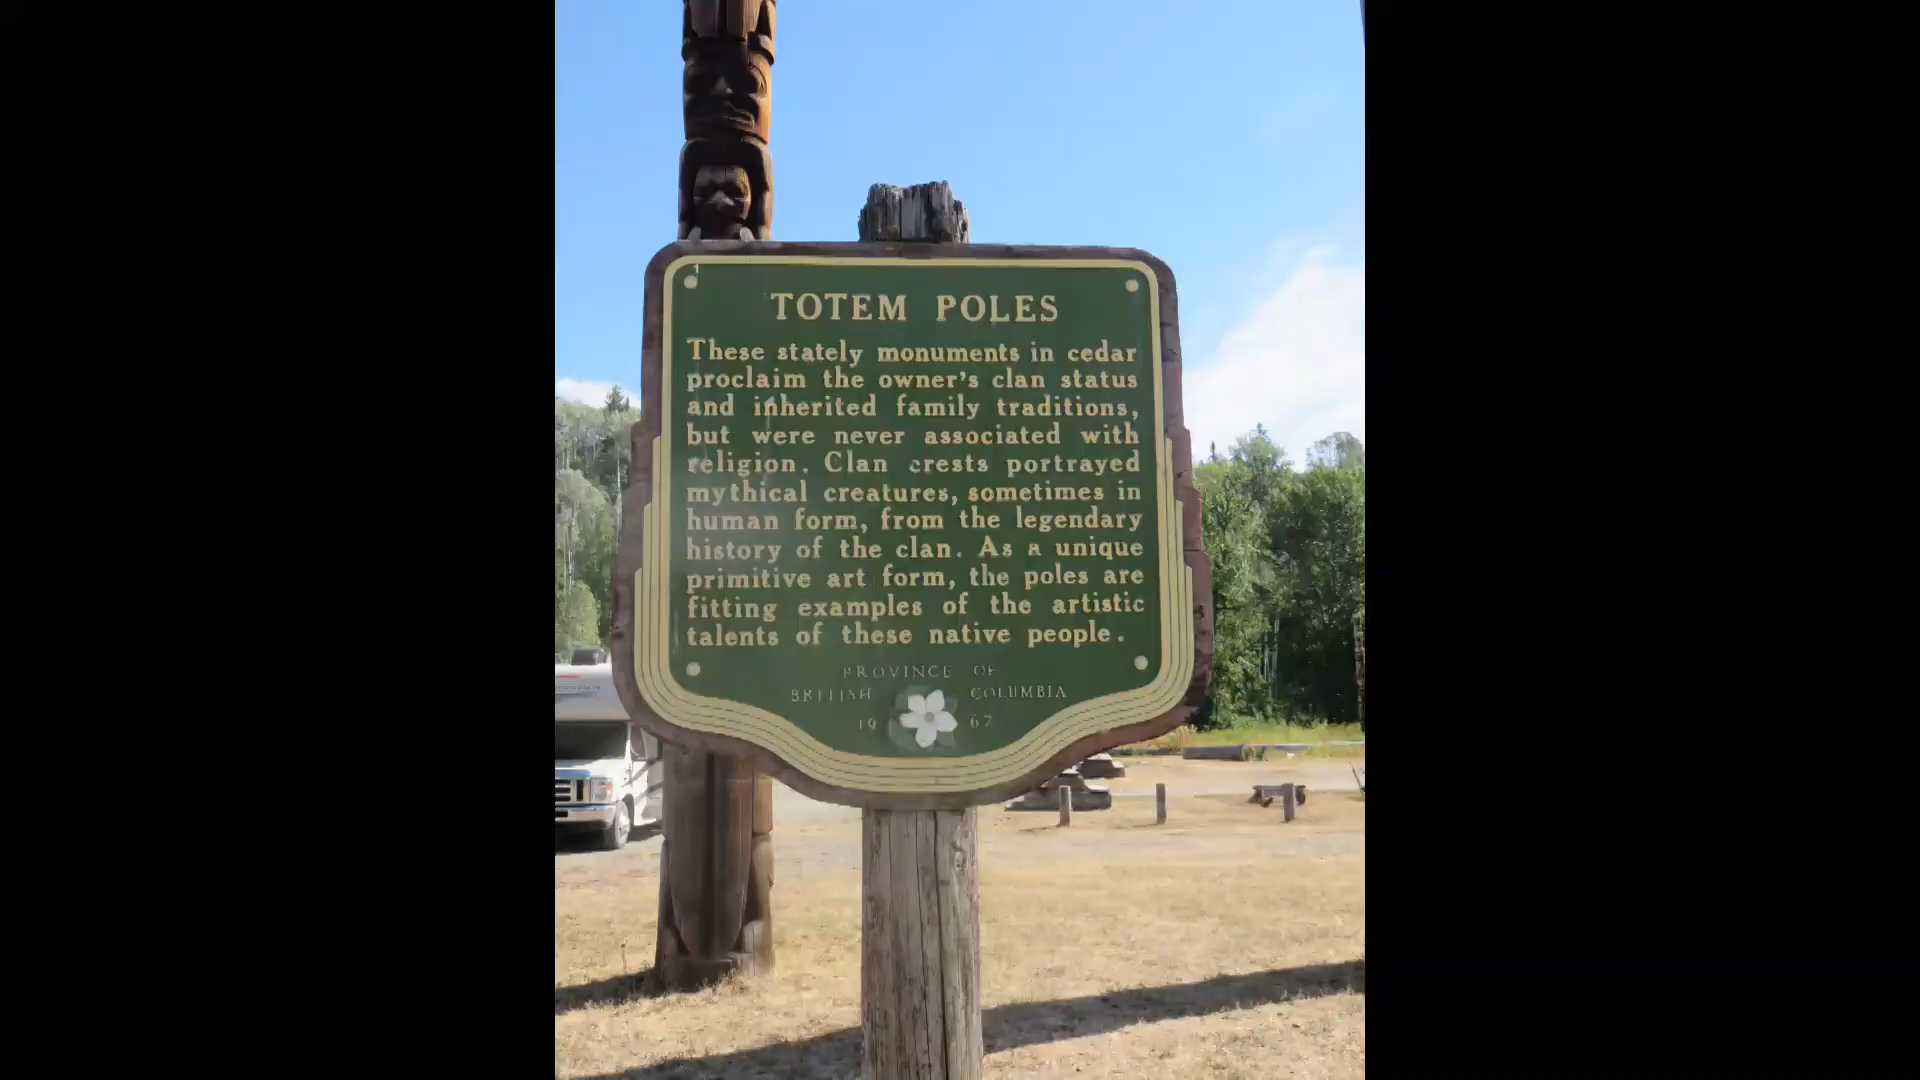 TOTEM POLES
These stately monuments in cedar
proclaim the owner's clan status
and inherited family traditions,
but were never associated with
religion. Clan crests portrayed
mythical creatures, sometimes in
human form, from the legendary
history of the clan. As a unique
primitive art form, the poles are
fitting examples of the artistic
talents of these native people.
PROVINCE OF
BRITISH COLUMBIA
19 67